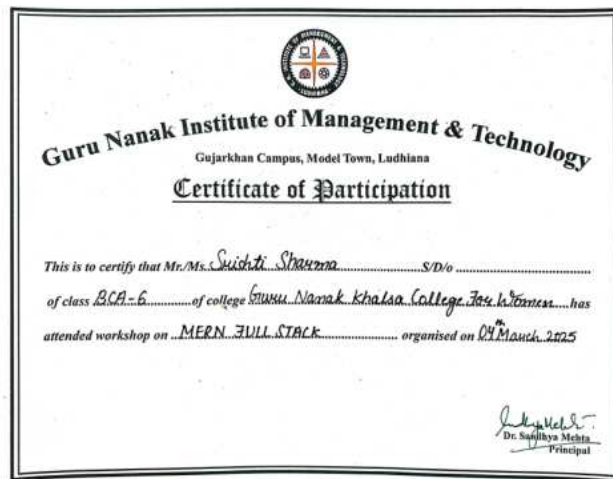 Guru Nanak Institute of Management & Technology
Gujarkhan Campus, Model Town, Ludhiana
Certificate of Participation
This is to certify that Mr./Ms. Srishti Sharma S/D/o
of class BCA-6 of college Guru Nanak Khalsa College For Women has
attended workshop on MERN FULL STACK organised on 04th March 2025
Dr. Sandhya Mehta
Principal